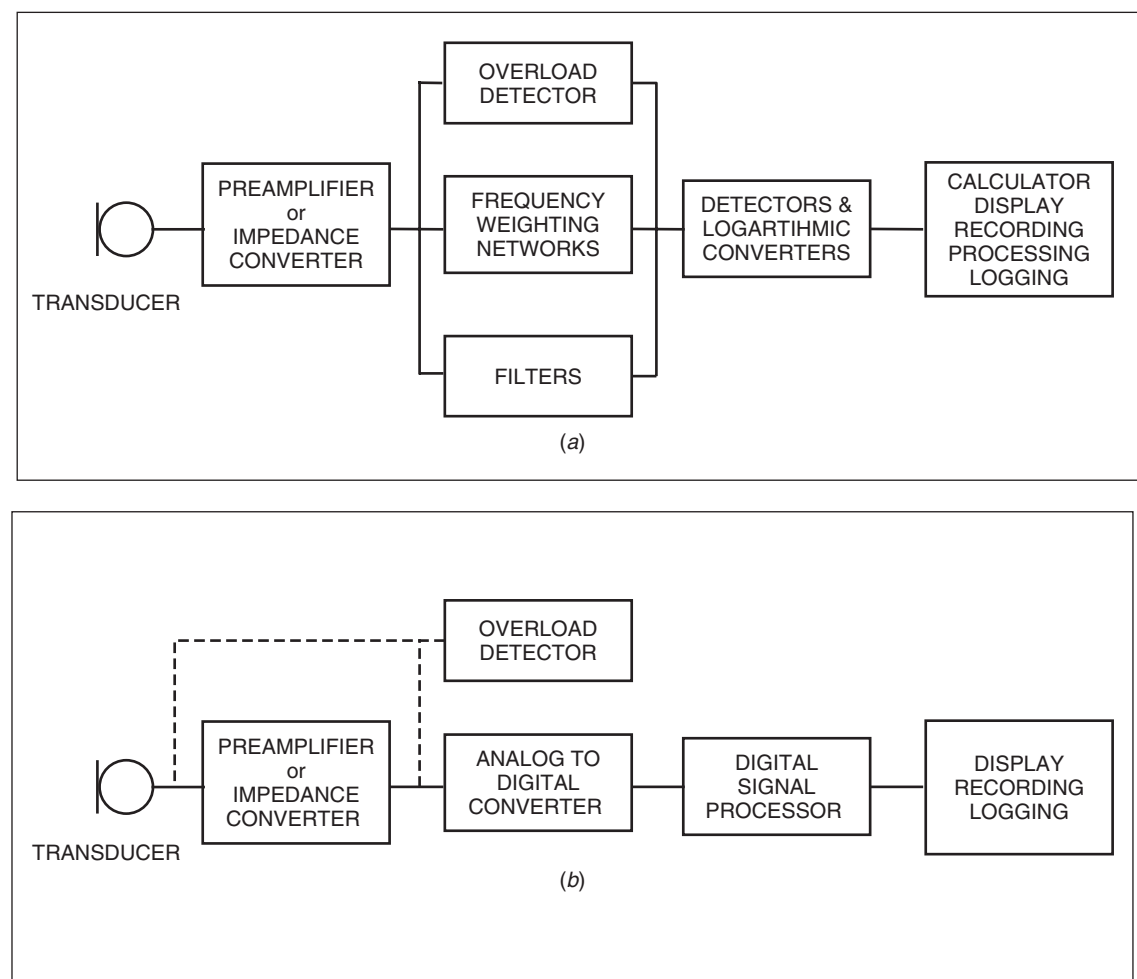 OVERLOAD
DETECTOR
PREAMPLIFIER
or
IMPEDANCE
CONVERTER
FREQUENCY
WEIGHTING
NETWORKS
DETECTORS &
LOGARTIHMIC
CONVERTERS
CALCULATOR
DISPLAY
RECORDING
PROCESSING
LOGGING
TRANSDUCER
FILTERS
(a)
OVERLOAD
DETECTOR
PREAMPLIFIER
or
IMPEDANCE
CONVERTER
ANALOG TO
DIGITAL
CONVERTER
DIGITAL
SIGNAL
PROCESSOR
DISPLAY
RECORDING
LOGGING
TRANSDUCER
(b)